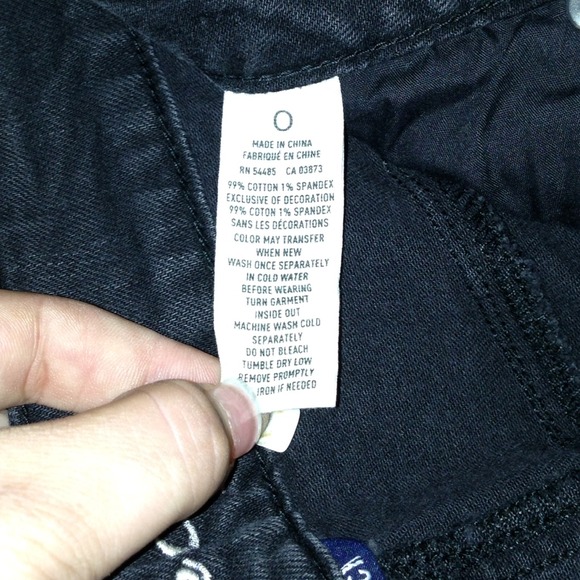 0
MADE IN CHINA
FABRIQUÉ EN CHINE
RN 54485 CA 03873
99% COTTON 1% SPANDEX
EXCLUSIVE OF DECORATION
99% COTON 1% SPANDEX
SANS LES DÉCORATIONS
COLOR MAY TRANSFER
WHEN NEW
WASH ONCE SEPARATELY
IN COLD WATER
BEFORE WEARING
TURN GARMENT
INSIDE OUT
MACHINE WASH COLD
SEPARATELY
DO NOT BLEACH
TUMBLE DRY LOW
REMOVE PROMPTLY
IRON IF NEEDED